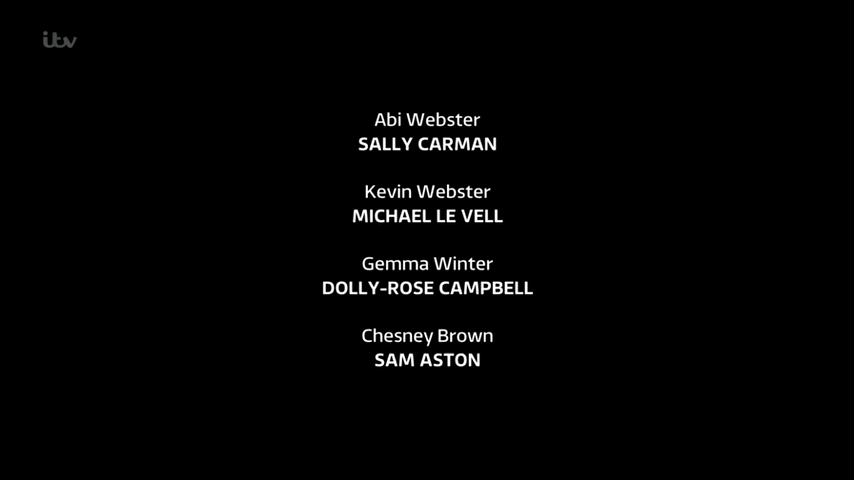 itv
Abi Webster
SALLY CARMAN
Kevin Webster
MICHAEL LE VELL
Gemma Winter
DOLLY-ROSE CAMPBELL
Chesney Brown
SAM ASTON